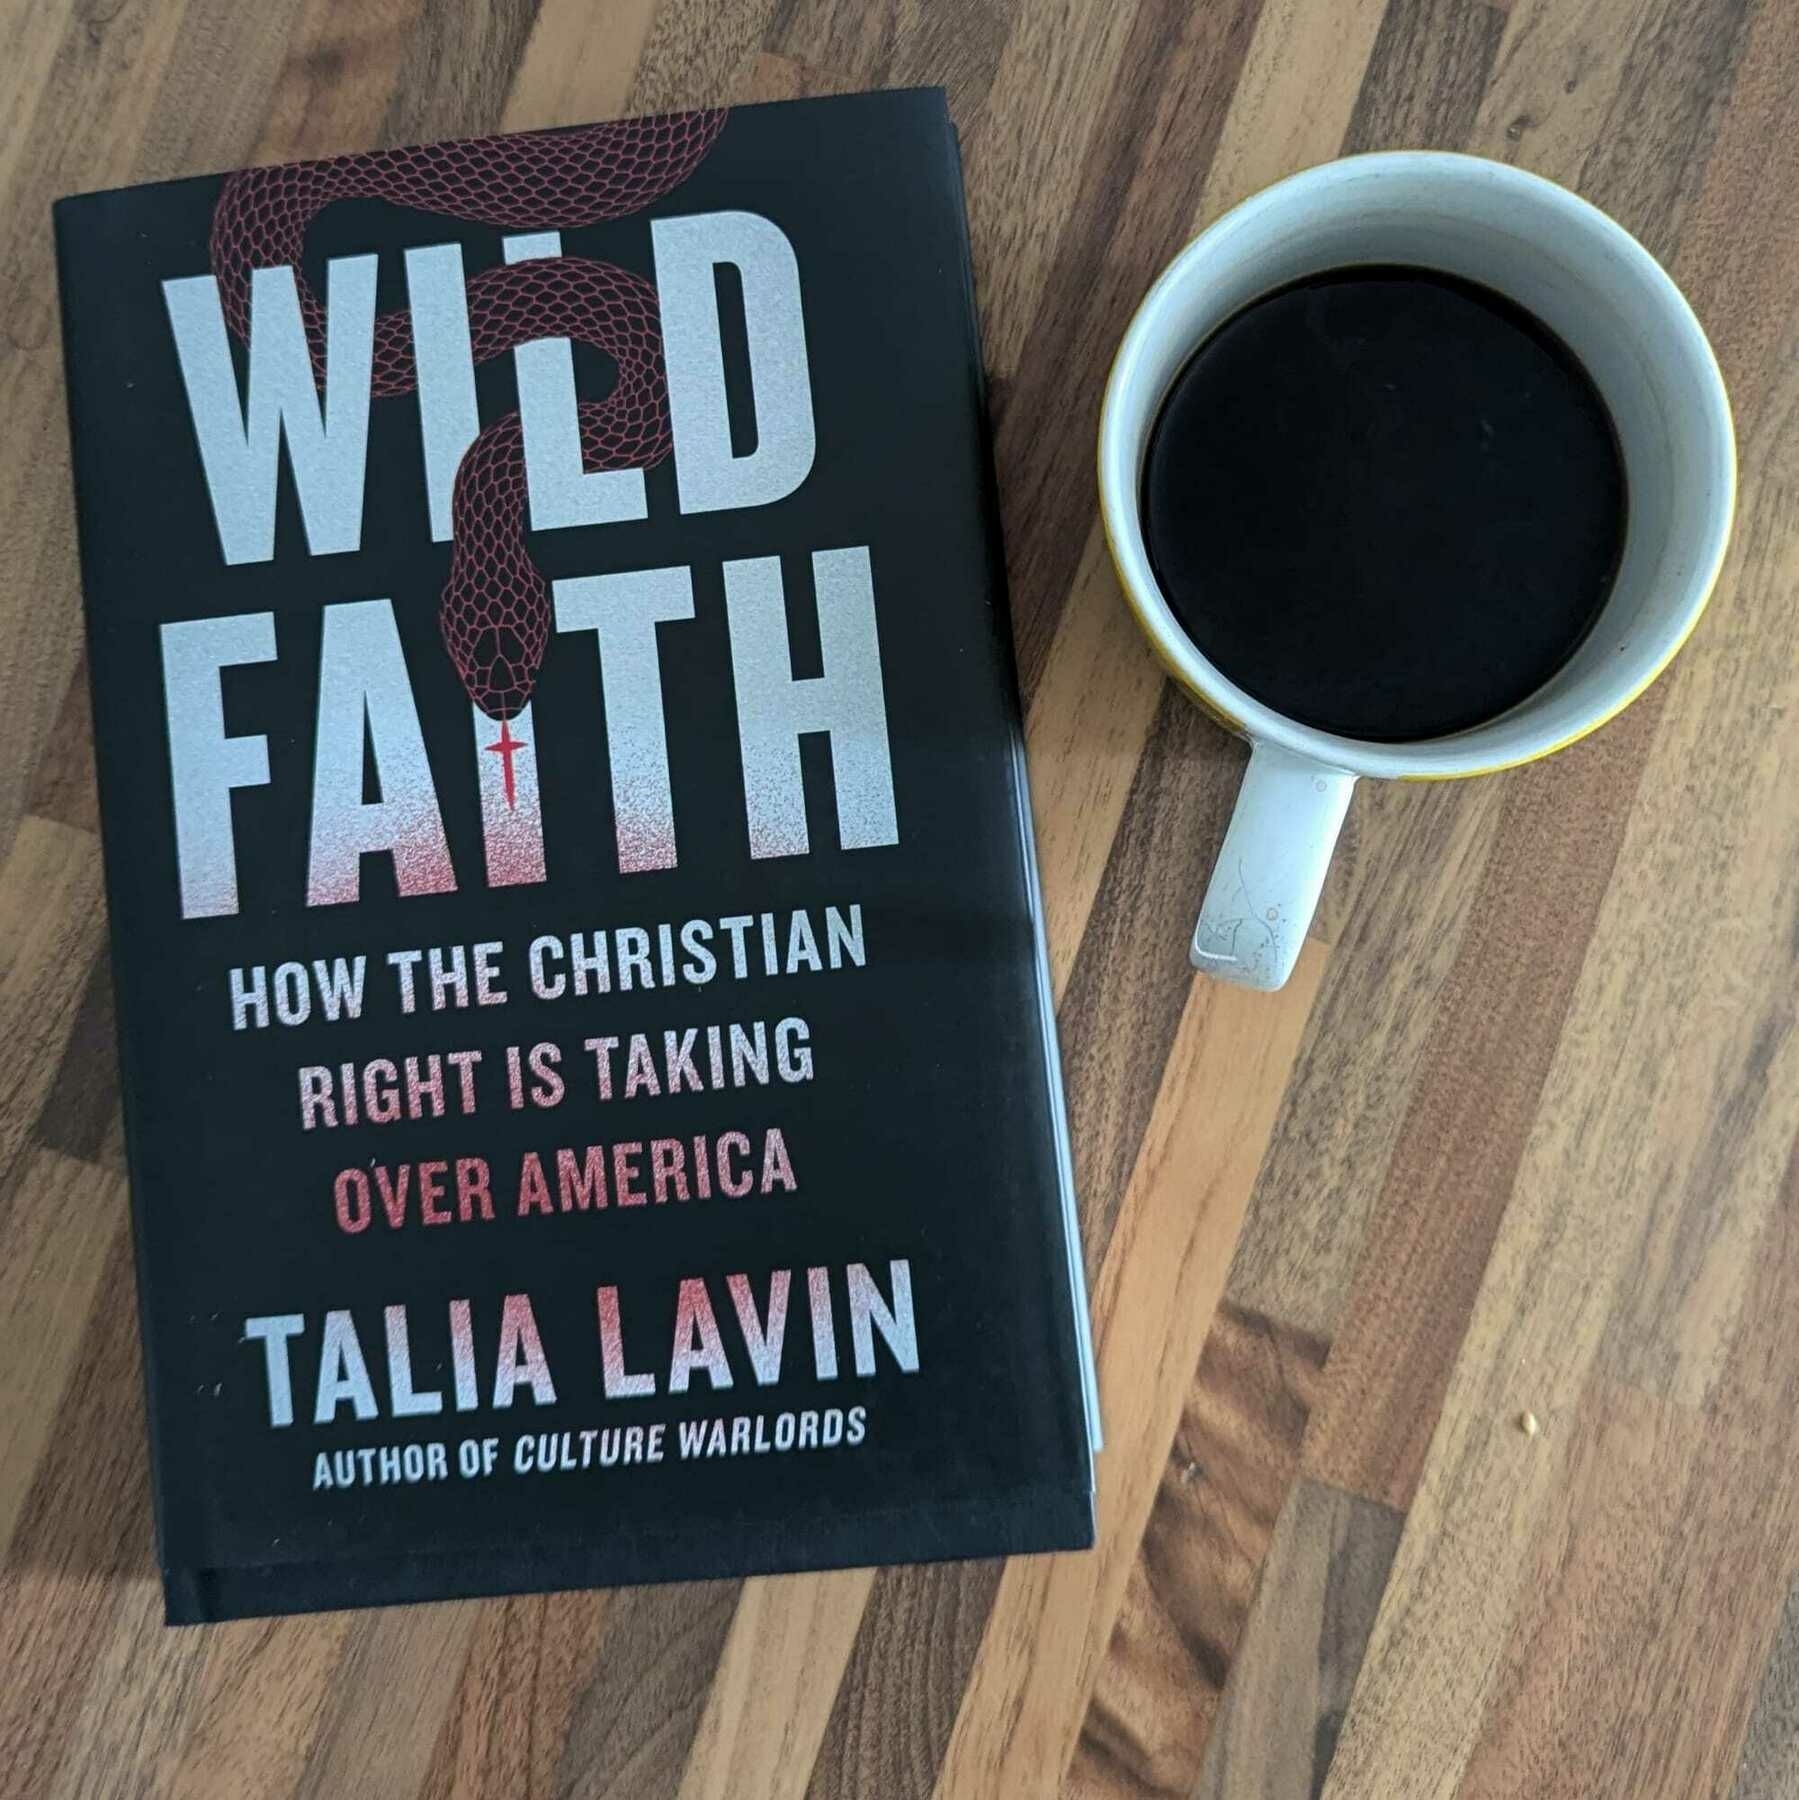 WILD
FAITH
HOW THE CHRISTIAN
RIGHT IS TAKING
OVER AMERICA
TALIA LAVIN
AUTHOR OF CULTURE WARLORDS